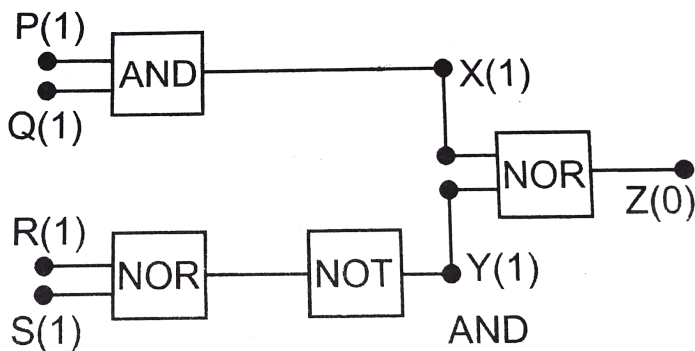 P(1)
AND
Q(1)
X(1)
NOR
Z(0)
R(1)
NOR
NOT
Y(1)
S(1)
AND